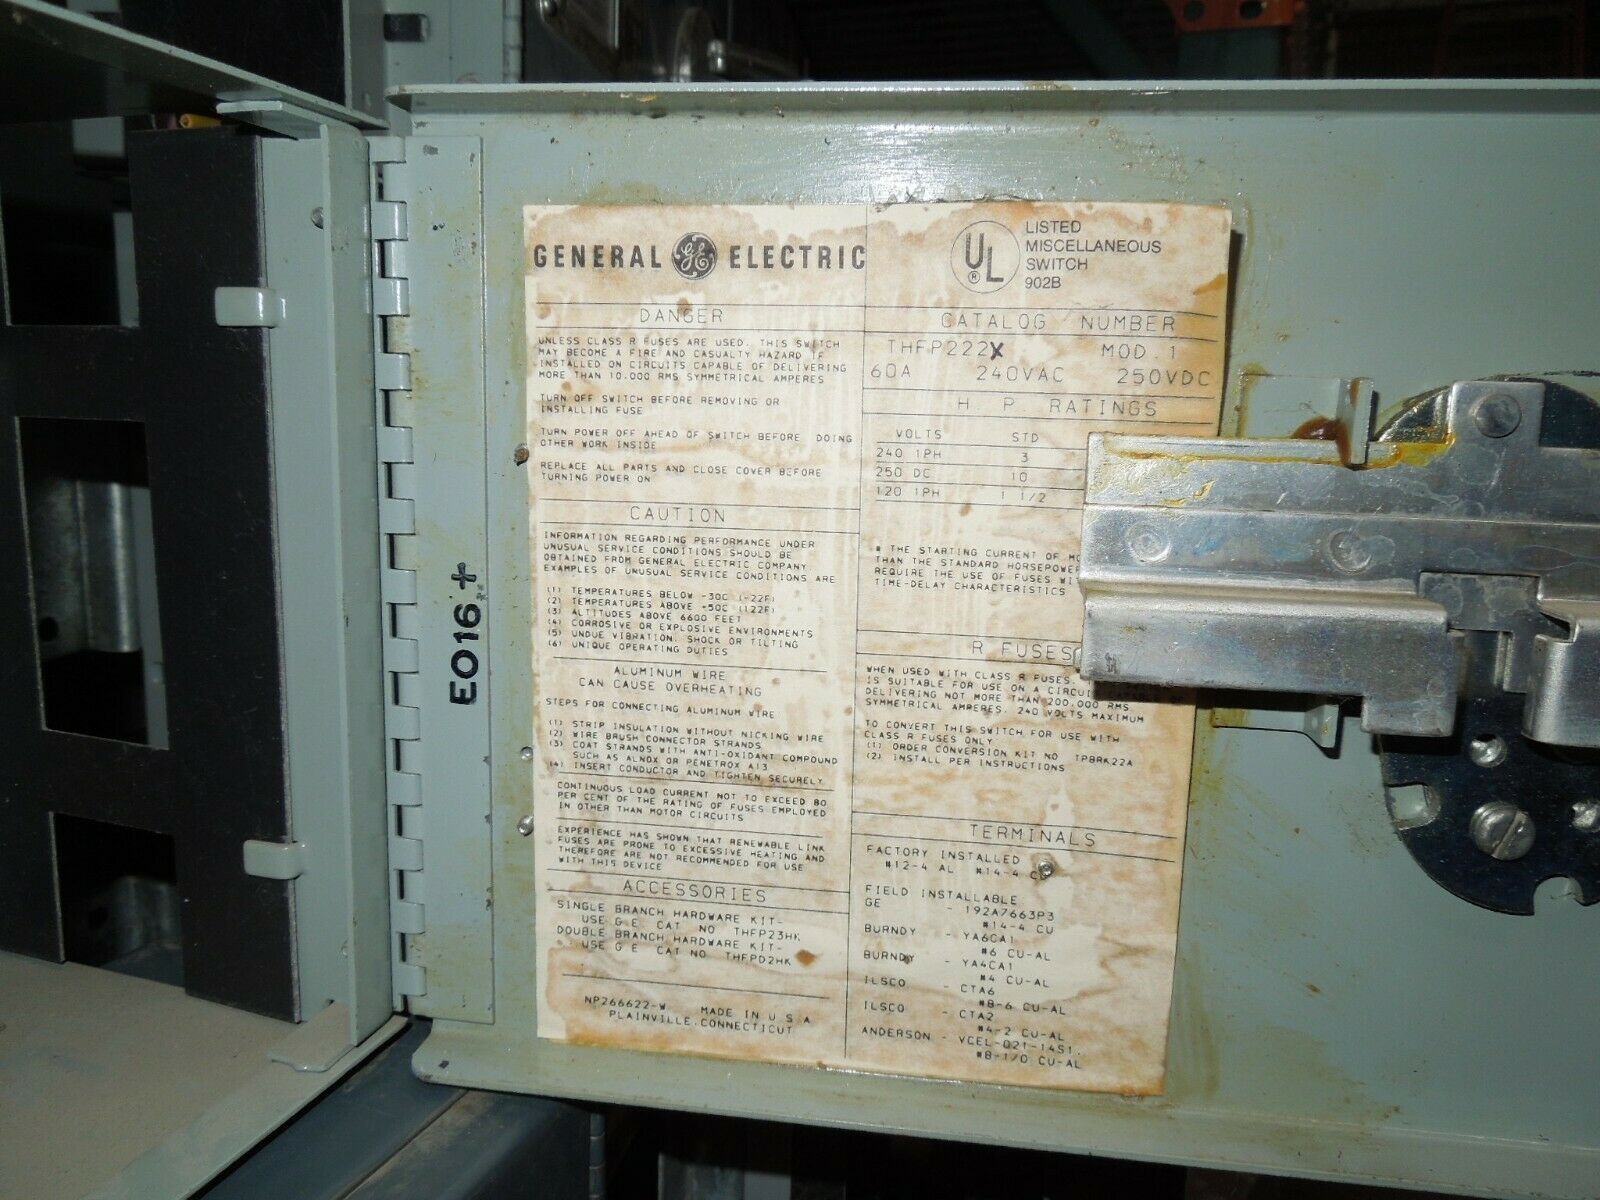 GENERAL GE ELECTRIC
DANGER
UNLESS CLASS R FUSES ARE USED. THIS SWITCH
MAY BECOME A FIRE AND CASUALTY HAZARD IF
INSTALLED ON CIRCUITS CAPABLE OF DELIVERING
MORE THAN 10,000 RMS SYMMETRICAL AMPERES
TURN OFF SWITCH BEFORE REMOVING OR
INSTALLING FUSE
TURN POWER OFF AHEAD OF SWITCH BEFORE DOING
OTHER WORK INSIDE
REPLACE ALL PARTS AND CLOSE COVER BEFORE
TURNING POWER ON
CAUTION
INFORMATION REGARDING PERFORMANCE UNDER
UNUSUAL SERVICE CONDITIONS SHOULD BE
OBTAINED FROM GENERAL ELECTRIC COMPANY
EXAMPLES OF UNUSUAL SERVICE CONDITIONS ARE
(1) TEMPERATURES BELOW -30C (-22F)
(2) TEMPERATURES ABOVE +50C (122F)
(3) ALTITUDES ABOVE 6600 FEET
(4) CORROSIVE OR EXPLOSIVE ENVIRONMENTS
(5) UNDUE VIBRATION, SHOCK OR TILTING
(6) UNIQUE OPERATING DUTIES
ALUMINUM WIRE
CAN CAUSE OVERHEATING
STEPS FOR CONNECTING ALUMINUM WIRE
(1) STRIP INSULATION WITHOUT NICKING WIRE
(2) WIRE BRUSH CONNECTOR STRANDS
(3) COAT STRANDS WITH ANTI-OXIDANT COMPOUND
SUCH AS ALNOX OR PENETROX A13
(4) INSERT CONDUCTOR AND TIGHTEN SECURELY
CONTINUOUS LOAD CURRENT NOT TO EXCEED 80
PER CENT OF THE RATING OF FUSES EMPLOYED
IN OTHER THAN MOTOR CIRCUITS
EXPERIENCE HAS SHOWN THAT RENEWABLE LINK
FUSES ARE PRONE TO EXCESSIVE HEATING AND
THEREFORE ARE NOT RECOMMENDED FOR USE
WITH THIS DEVICE
ACCESSORIES
SINGLE BRANCH HARDWARE KIT-
USE G.E. CAT NO THFP23HK
DOUBLE BRANCH HARDWARE KIT-
USE G.E. CAT NO THFPD2HK
NP266622-W MADE IN U.S.A
PLAINVILLE, CONNECTICUT
UL ®
LISTED
MISCELLANEOUS
SWITCH
902B
CATALOG NUMBER
THFP222X MOD. 1
60A 240VAC 250VDC
H. P. RATINGS
VOLTS STD
240 1PH 3
250 DC 10
120 1PH 1 1/2
* THE STARTING CURRENT OF
THAN THE STANDARD HORSEPOWER
REQUIRE THE USE OF FUSES
TIME-DELAY CHARACTERISTICS
R FUSES
WHEN USED WITH CLASS R FUSES.
IS SUITABLE FOR USE ON A
DELIVERING NOT MORE THAN 200,000 RMS
SYMMETRICAL AMPERES. 240 VOLTS MAXIMUM
TO CONVERT THIS SWITCH FOR USE WITH
CLASS R FUSES ONLY
(1) ORDER CONVERSION KIT NO TPBRK22A
(2) INSTALL PER INSTRUCTIONS
TERMINALS
FACTORY INSTALLED
#12-4 AL #14-4
FIELD INSTALLABLE
GE - 192A7663P3
#14-4 CU
BURNDY - YA6CA1
#6 CU-AL
BURNDY - YA4CA1
#4 CU-AL
ILSCO - CTA6
#8-6 CU-AL
ILSCO - CTA2
#4-2 CU-AL
ANDERSON - VCEL-021-14S1.
#8-1/0 CU-AL
E016+